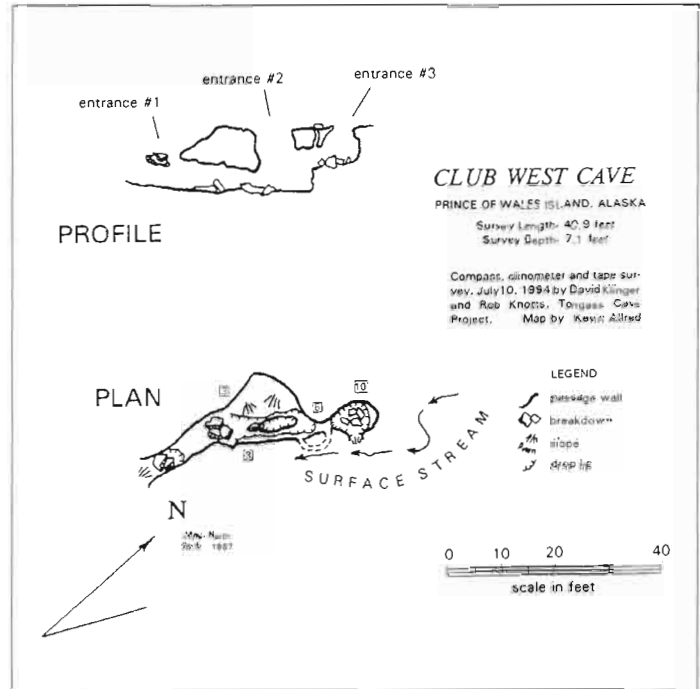 entrance #1
entrance #2
entrance #3
PROFILE
CLUB WEST CAVE
PRINCE OF WALES ISLAND, ALASKA
Survey Length- 40.9 feet
Survey Depth- 7.1 feet
Compass, clinometer and tape sur-
vey, July 10, 1994 by David Klinger
and Rob Knotts, Tongass Cave
Project. Map by Kevin Allred
PLAN
10
SURFACE STREAM
LEGEND
passage wall
breakdown
slope
drop lip
N
0 10 20 40
scale in feet